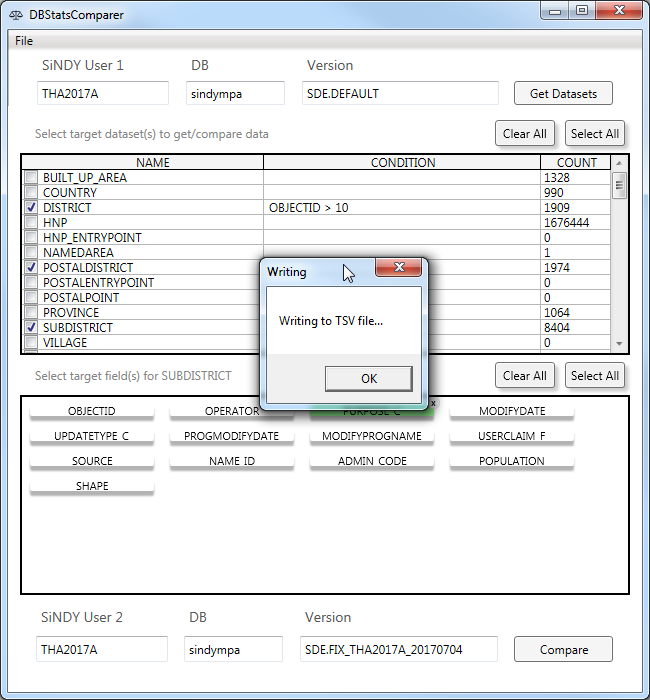 DBStatsComparer
File
SiNDY User 1 DB Version
THA2017A sindympa SDE.DEFAULT Get Datasets
Select target dataset(s) to get/compare data Clear All Select All
NAME CONDITION COUNT
BUILT_UP_AREA 1328
COUNTRY 990
DISTRICT OBJECTID > 10 1909
HNP 1676444
HNP_ENTRYPOINT 0
NAMEDAREA 1
POSTALDISTRICT 1974
POSTALENTRYPOINT 0
POSTALPOINT 0
PROVINCE 1064
SUBDISTRICT 8404
VILLAGE 0
Writing
Writing to TSV file...
OK
Select target field(s) for SUBDISTRICT Clear All Select All
OBJECTID OPERATOR PURPOSE_C x MODIFYDATE
UPDATETYPE_C PROGMODIFYDATE MODIFYPROGNAME USERCLAIM_F
SOURCE NAME_ID ADMIN_CODE POPULATION
SHAPE
SiNDY User 2 DB Version
THA2017A sindympa SDE.FIX_THA2017A_20170704 Compare